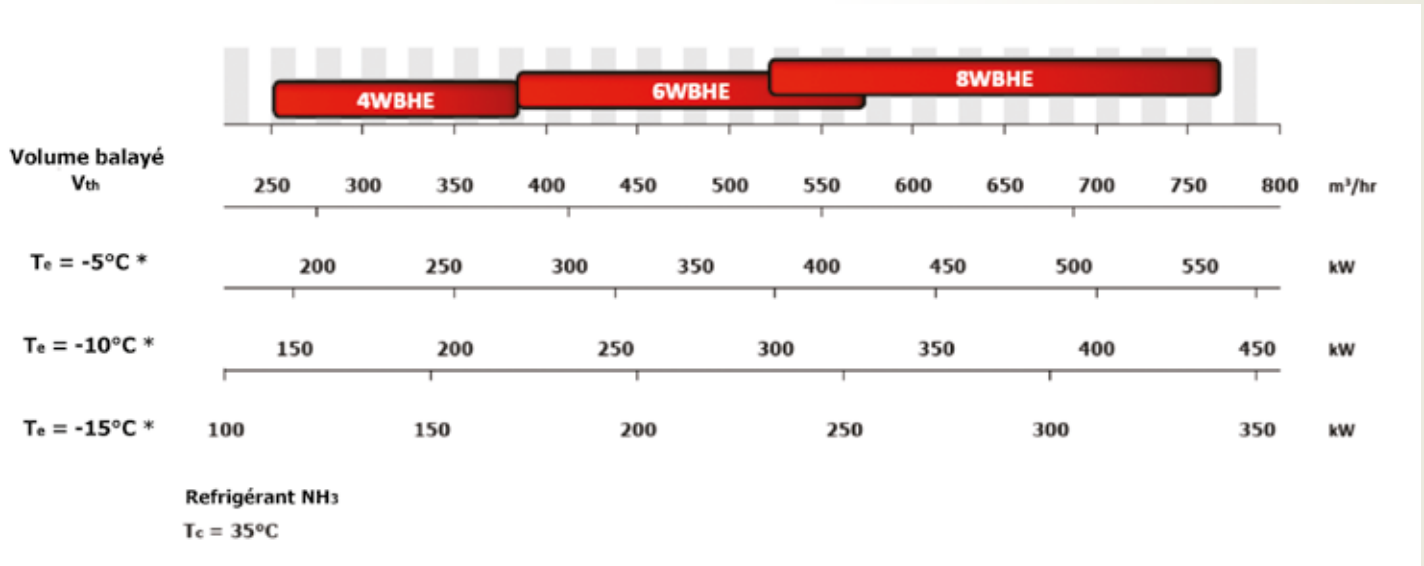 4WBHE 6WBHE 8WBHE
Volume balayé
Vth
250 300 350 400 450 500 550 600 650 700 750 800 m³/hr
Te = -5°C * 200 250 300 350 400 450 500 550 kW
Te = -10°C * 150 200 250 300 350 400 450 kW
Te = -15°C * 100 150 200 250 300 350 kW
Refrigérant NH3
Tc = 35°C